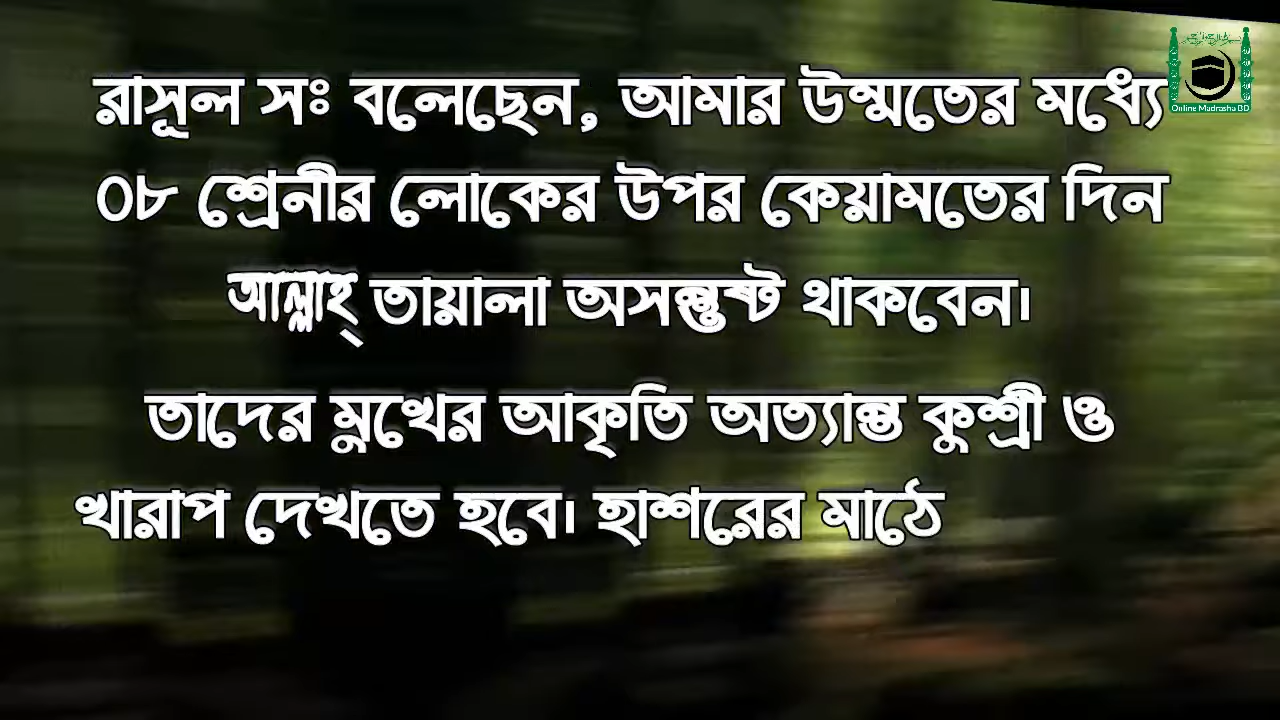 রাসূল সঃ বলেছেন, আমার উম্মতের মধ্যে
০৮ শ্রেনীর লোকের উপর কেয়ামতের দিন
আল্লাহ্ তায়ালা অসন্তুষ্ট থাকবেন।
তাদের মুখের আকৃতি অত্যান্ত কুশ্রী ও
খারাপ দেখতে হবে। হাশরের মাঠে
Online Madrasha BD